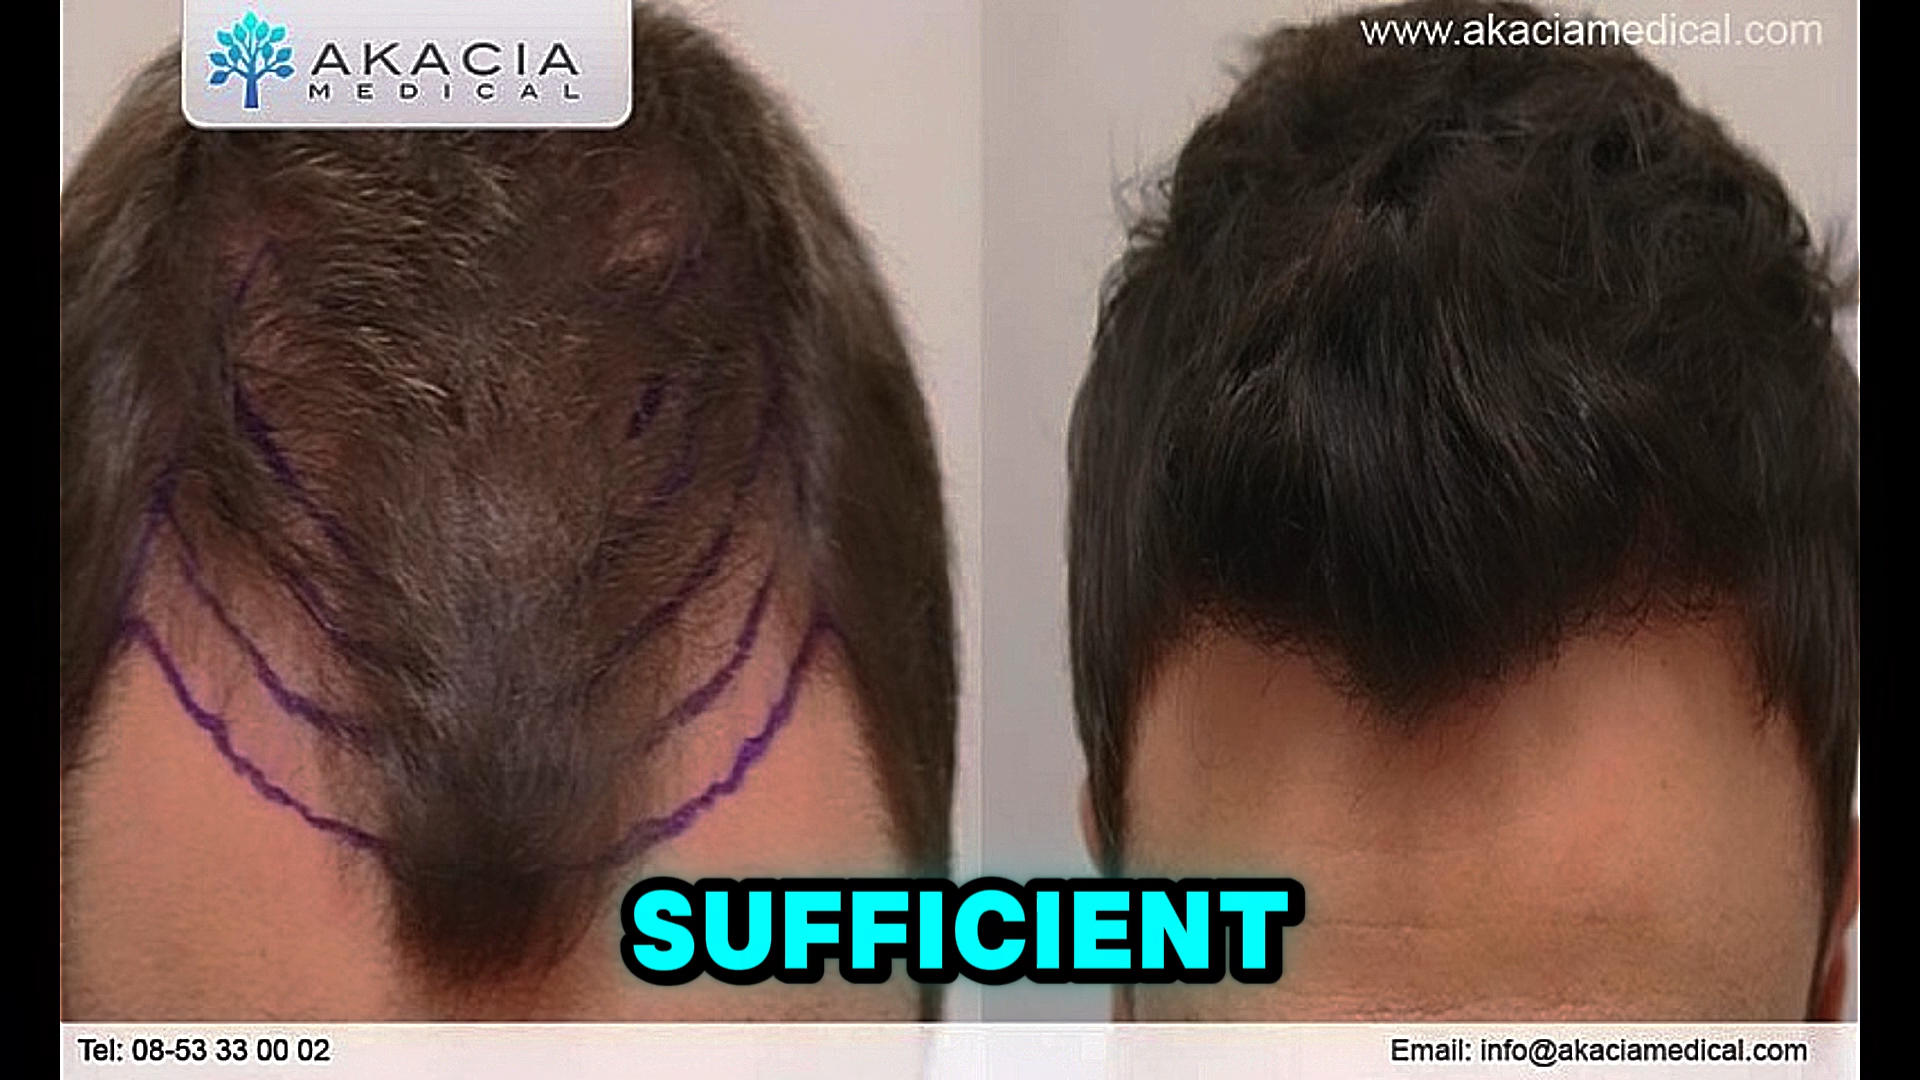 AKACIA
MEDICAL
www.akaciamedical.com
SUFFICIENT
Tel: 08-53 33 00 02
Email: info@akaciamedical.com